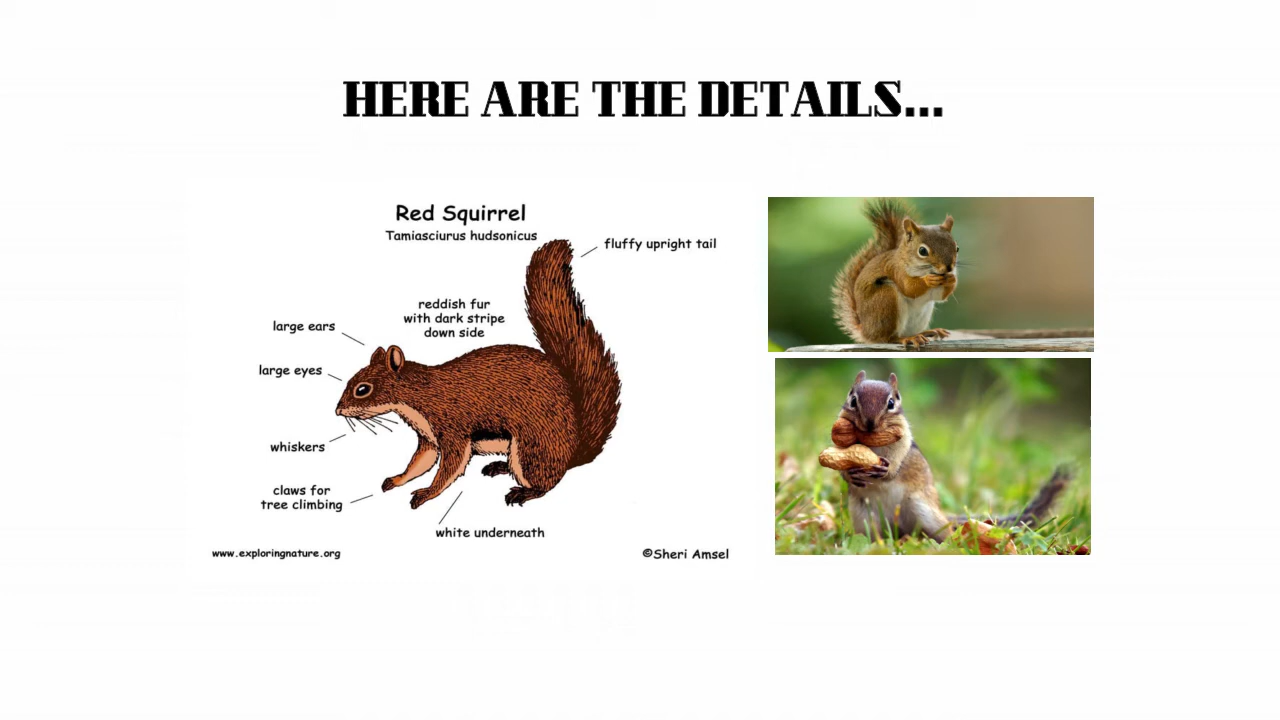 HERE ARE THE DETAILS...
Red Squirrel
Tamiasciurus hudsonicus
fluffy upright tail
reddish fur
with dark stripe
down side
large ears
large eyes
whiskers
claws for
tree climbing
white underneath
www.exploringnature.org
©Sheri Amsel